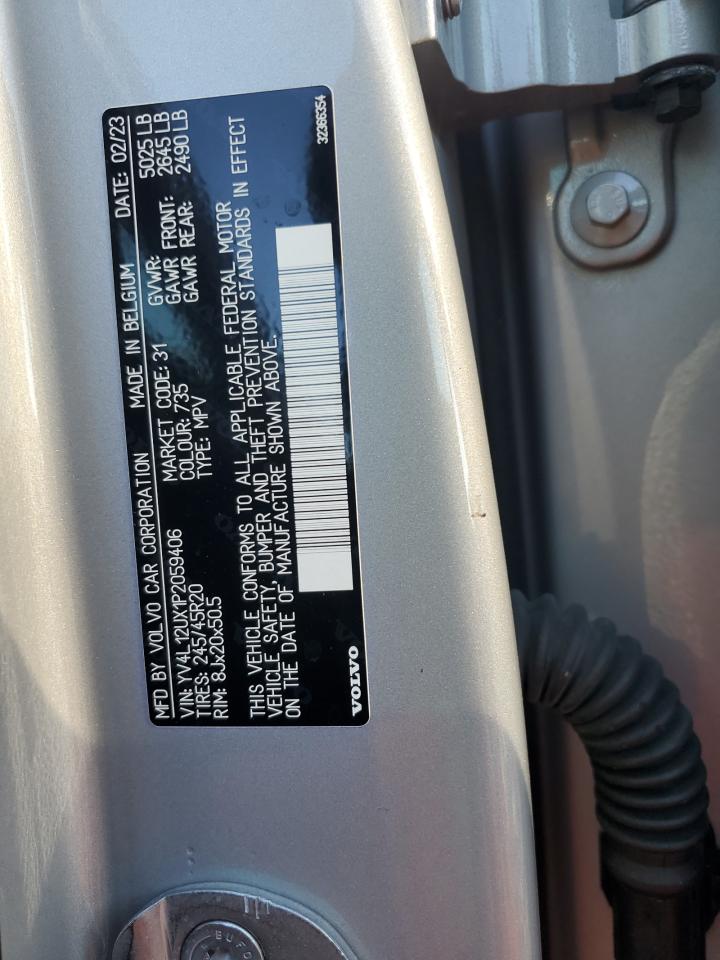 MFD BY VOLVO CAR CORPORATION MADE IN BELGIUM DATE: 02/23
VIN: YV4L12UX1P2059406 MARKET CODE: 31 GVWR: 5025 LB
TIRES: 245/45R20 COLOUR: 735 GAWR FRONT: 2645 LB
RIM: 8Jx20x50.5 TYPE: MPV GAWR REAR: 2490 LB
THIS VEHICLE CONFORMS TO ALL APPLICABLE FEDERAL MOTOR
VEHICLE SAFETY, BUMPER AND THEFT PREVENTION STANDARDS IN EFFECT
ON THE DATE OF MANUFACTURE SHOWN ABOVE.
32366354
VOLVO